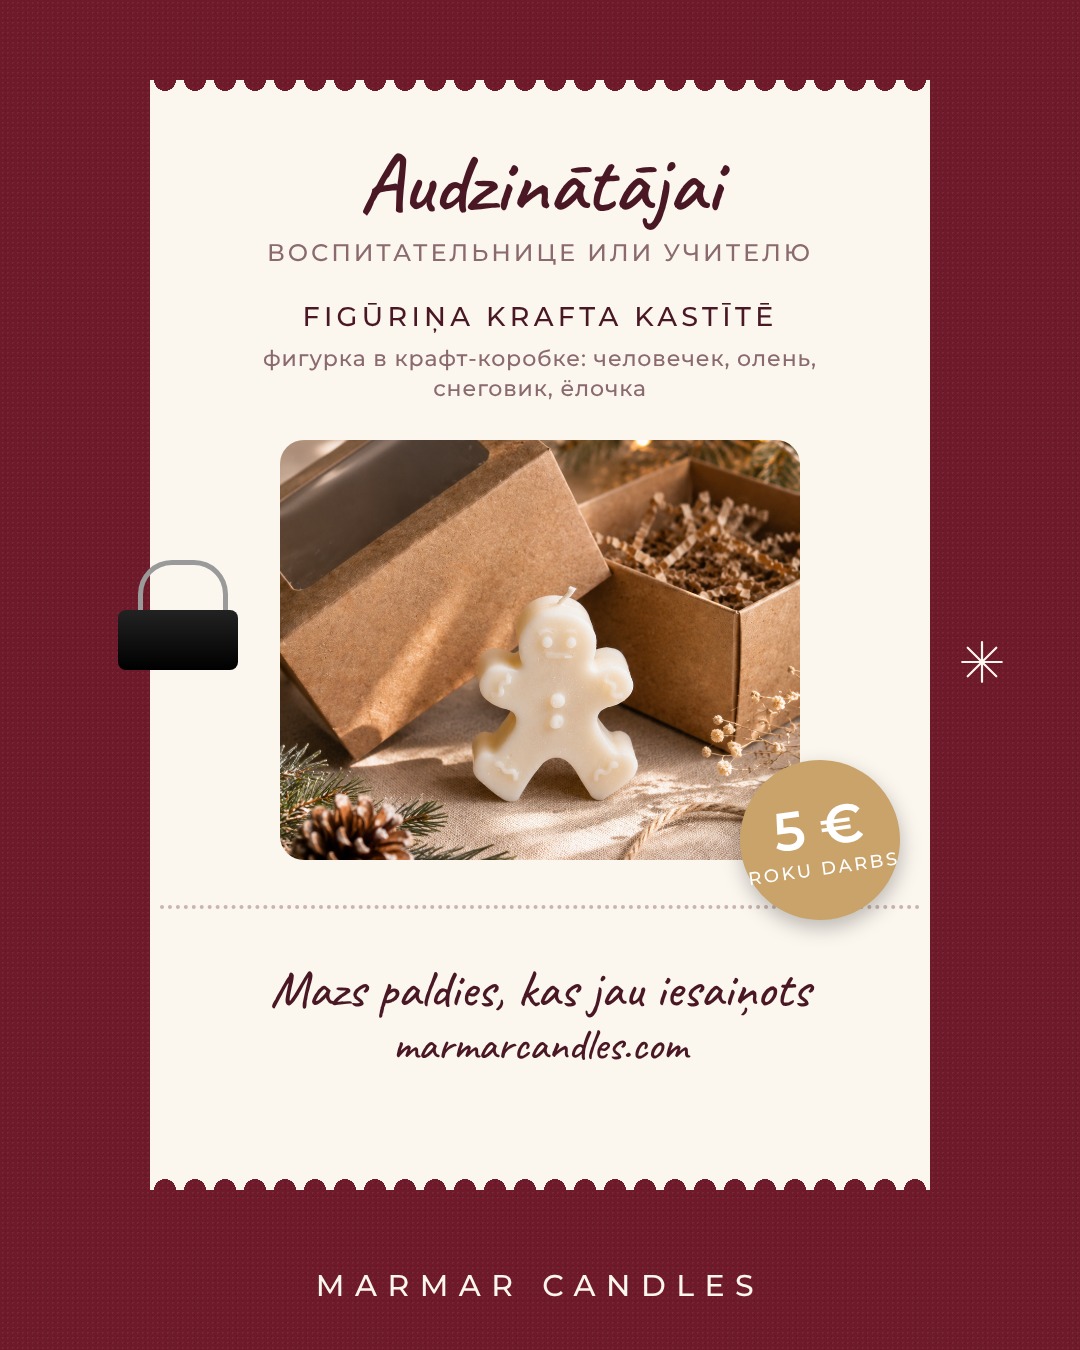 Audzinātājai
ВОСПИТАТЕЛЬНИЦЕ ИЛИ УЧИТЕЛЮ
FIGŪRIŅA KRAFTA KASTĪTĒ
фигурка в крафт-коробке: человечек, олень,
снеговик, ёлочка
5 €
ROKU DARBS
Mazs paldies, kas jau iesaiņots
marmarcandles.com
MARMAR CANDLES